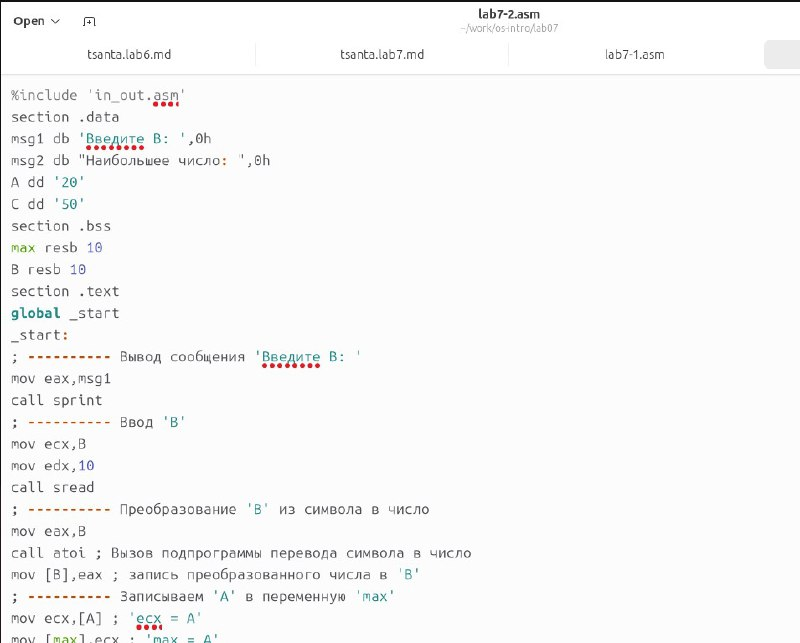 Open
lab7-2.asm
~/work/os-intro/lab07
tsanta.lab6.md
tsanta.lab7.md
lab7-1.asm
%include 'in_out.asm'
section .data
msg1 db 'Введите B: ',0h
msg2 db "Наибольшее число: ",0h
A dd '20'
C dd '50'
section .bss
max resb 10
B resb 10
section .text
global _start
_start:
; ---------- Вывод сообщения 'Введите B: '
mov eax,msg1
call sprint
; ---------- Ввод 'B'
mov ecx,B
mov edx,10
call sread
; ---------- Преобразование 'B' из символа в число
mov eax,B
call atoi ; Вызов подпрограммы перевода символа в число
mov [B],eax ; запись преобразованного числа в 'B'
; ---------- Записываем 'A' в переменную 'max'
mov ecx,[A] ; 'ecx = A'
mov [max],ecx ; 'max = A'